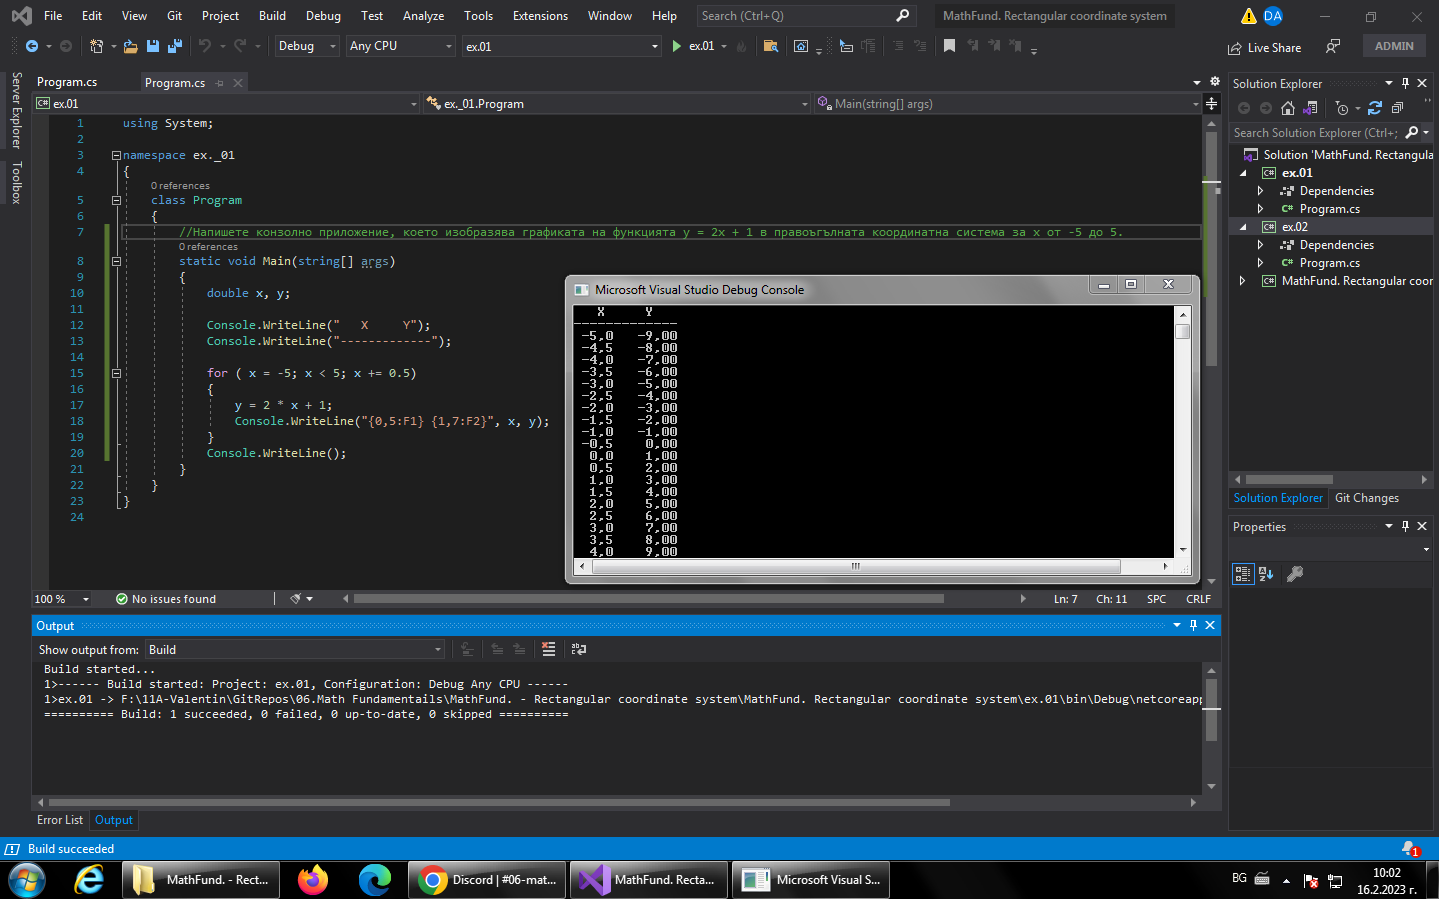 File Edit View Git Project Build Debug Test Analyze Tools Extensions Window Help Search (Ctrl+Q) MathFund. Rectangular coordinate system DA
Debug Any CPU ex.01 ex.01 Live Share ADMIN
Server Explorer
Toolbox
Program.cs Program.cs
ex.01 ex._01.Program Main(string[] args)
1 using System;
2
3 namespace ex._01
4 {
0 references
5 class Program
6 {
7 //Напишете конзолно приложение, което изобразява графиката на функцията y = 2x + 1 в правоъгълната координатна система за x от -5 до 5.
0 references
8 static void Main(string[] args)
9 {
10 double x, y;
11
12 Console.WriteLine("   X     Y");
13 Console.WriteLine("-------------");
14
15 for ( x = -5; x < 5; x += 0.5)
16 {
17 y = 2 * x + 1;
18 Console.WriteLine("{0,5:F1} {1,7:F2}", x, y);
19 }
20 Console.WriteLine();
21 }
22 }
23 }
24
Microsoft Visual Studio Debug Console
X Y
-------------
-5,0 -9,00
-4,5 -8,00
-4,0 -7,00
-3,5 -6,00
-3,0 -5,00
-2,5 -4,00
-2,0 -3,00
-1,5 -2,00
-1,0 -1,00
-0,5 0,00
0,0 1,00
0,5 2,00
1,0 3,00
1,5 4,00
2,0 5,00
2,5 6,00
3,0 7,00
3,5 8,00
4,0 9,00
100 % No issues found Ln: 7 Ch: 11 SPC CRLF
Output
Show output from: Build
Build started...
1>------ Build started: Project: ex.01, Configuration: Debug Any CPU ------
1>ex.01 -> F:\11A-Valentin\GitRepos\06.Math Fundamentails\MathFund. - Rectangular coordinate system\MathFund. Rectangular coordinate system\ex.01\bin\Debug\netcoreapp
========== Build: 1 succeeded, 0 failed, 0 up-to-date, 0 skipped ==========
Error List Output
Solution Explorer
Search Solution Explorer (Ctrl+;
Solution 'MathFund. Rectangula
ex.01
Dependencies
C# Program.cs
ex.02
Dependencies
C# Program.cs
MathFund. Rectangular coor
Solution Explorer Git Changes
Properties
Build succeeded 1
MathFund. - Rect... Discord | #06-mat... MathFund. Recta... Microsoft Visual S... BG 10:02
16.2.2023 г.